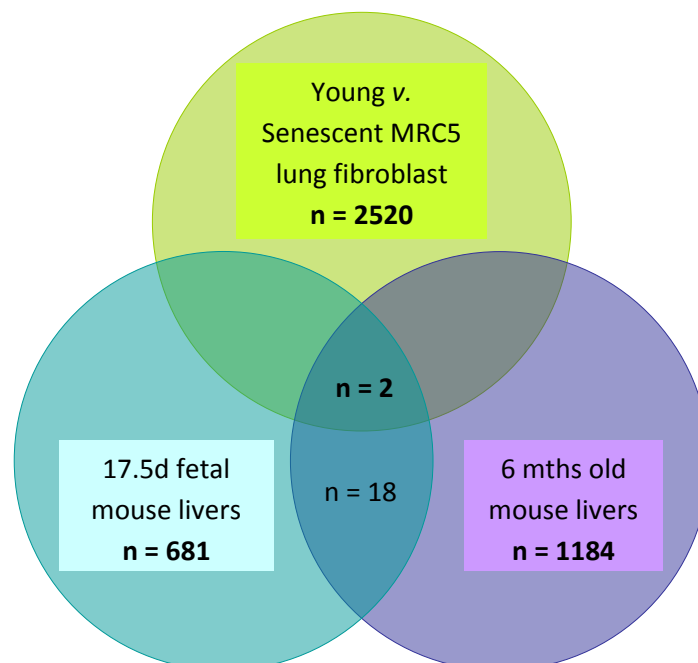 Young v.
Senescent MRC5
lung fibroblast
n = 2520
n = 2
17.5d fetal
mouse livers
n = 681
n = 18
6 mths old
mouse livers
n = 1184